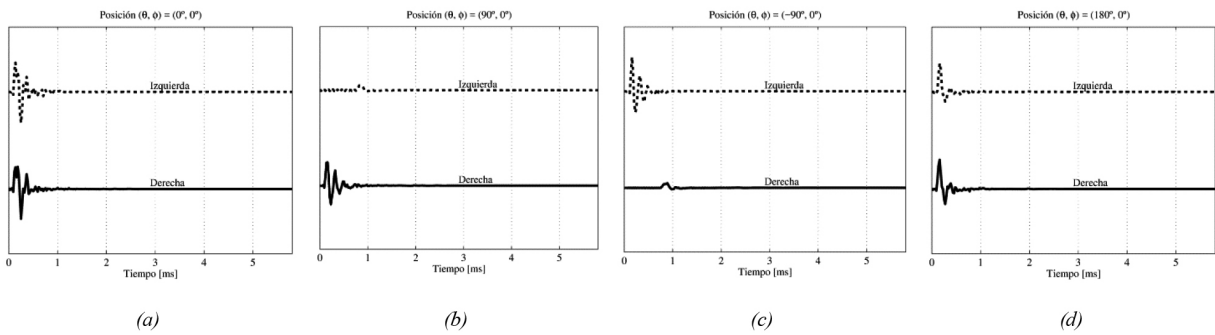 Posición (θ, ϕ) = (0º, 0º)
Izquierda
Derecha
0 1 2 3 4 5
Tiempo [ms]
(a)
Posición (θ, ϕ) = (90º, 0º)
Izquierda
Derecha
0 1 2 3 4 5
Tiempo [ms]
(b)
Posición (θ, ϕ) = (−90º, 0º)
Izquierda
Derecha
0 1 2 3 4 5
Tiempo [ms]
(c)
Posición (θ, ϕ) = (180º, 0º)
Izquierda
Derecha
0 1 2 3 4 5
Tiempo [ms]
(d)